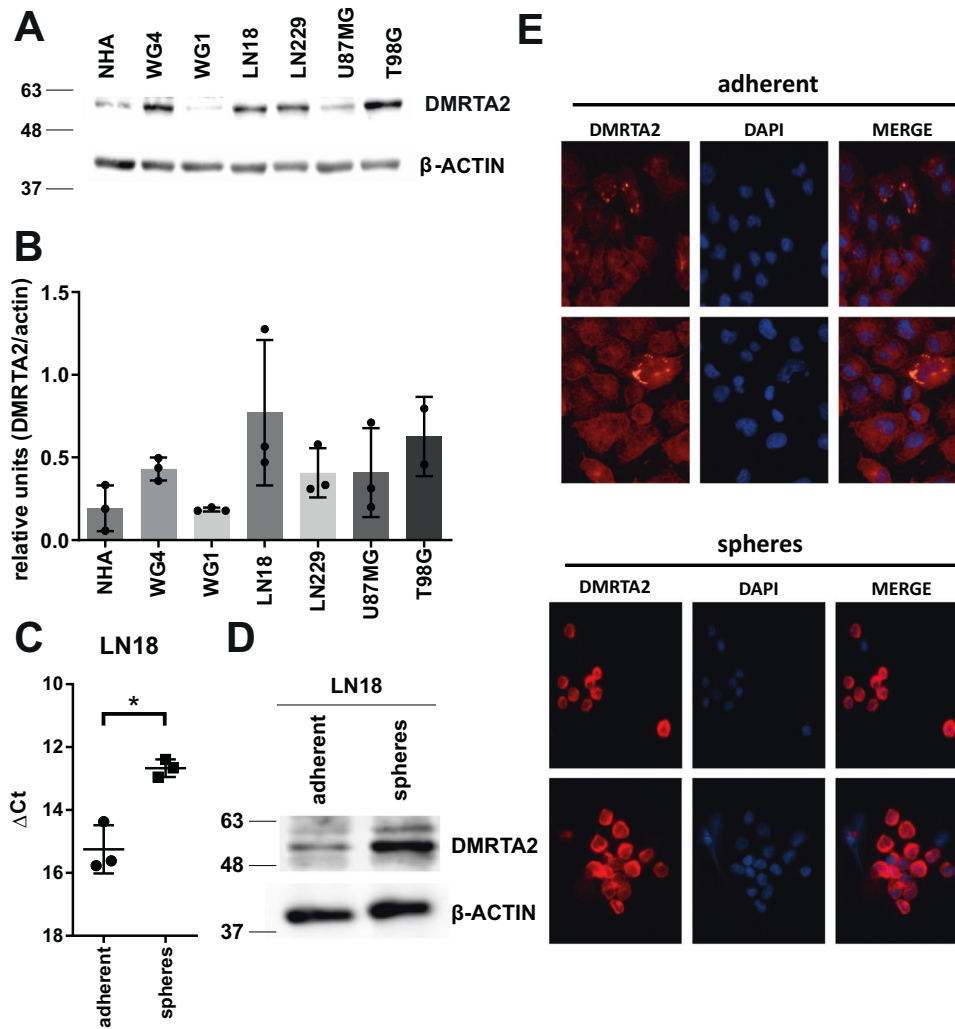 A
NHA
WG4
WG1
LN18
LN229
U87MG
T98G
63
48
37
DMRTA2
β-ACTIN
B
relative units (DMRTA2/actin)
1.5
1.0
0.5
0.0
NHA
WG4
WG1
LN18
LN229
U87MG
T98G
C
LN18
ΔCt
10
12
14
16
18
*
adherent
spheres
D
LN18
adherent
spheres
63
48
37
DMRTA2
β-ACTIN
E
adherent
DMRTA2 DAPI MERGE
spheres
DMRTA2 DAPI MERGE